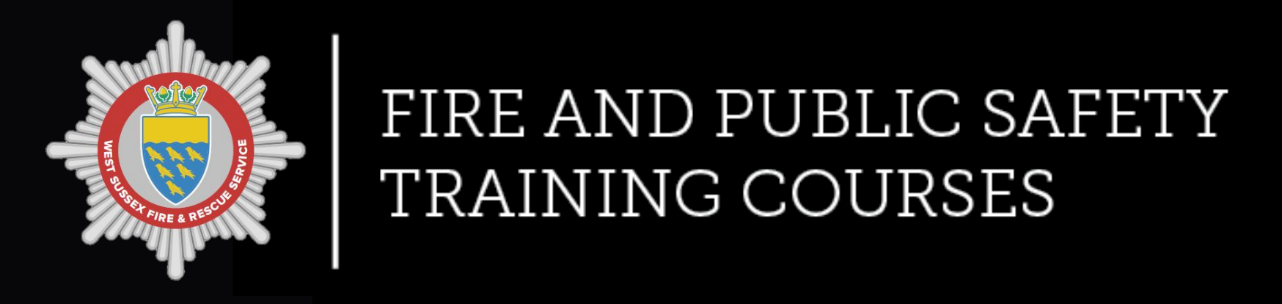 WEST SUSSEX FIRE & RESCUE SERVICE
FIRE AND PUBLIC SAFETY
TRAINING COURSES